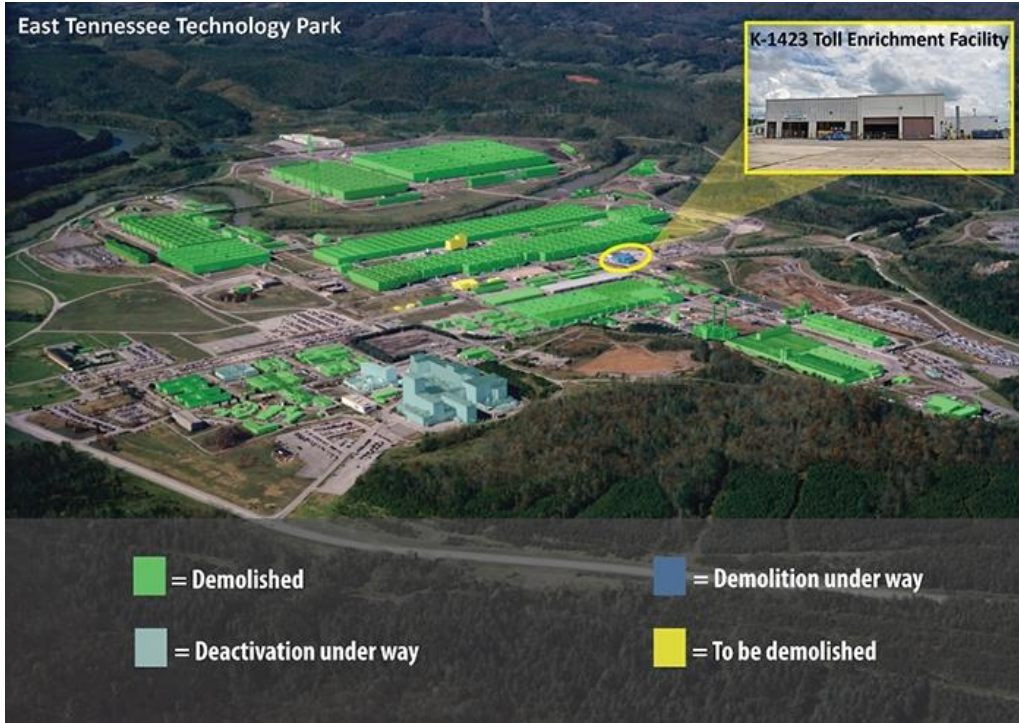 East Tennessee Technology Park
K-1423 Toll Enrichment Facility
= Demolished
= Demolition under way
= Deactivation under way
= To be demolished